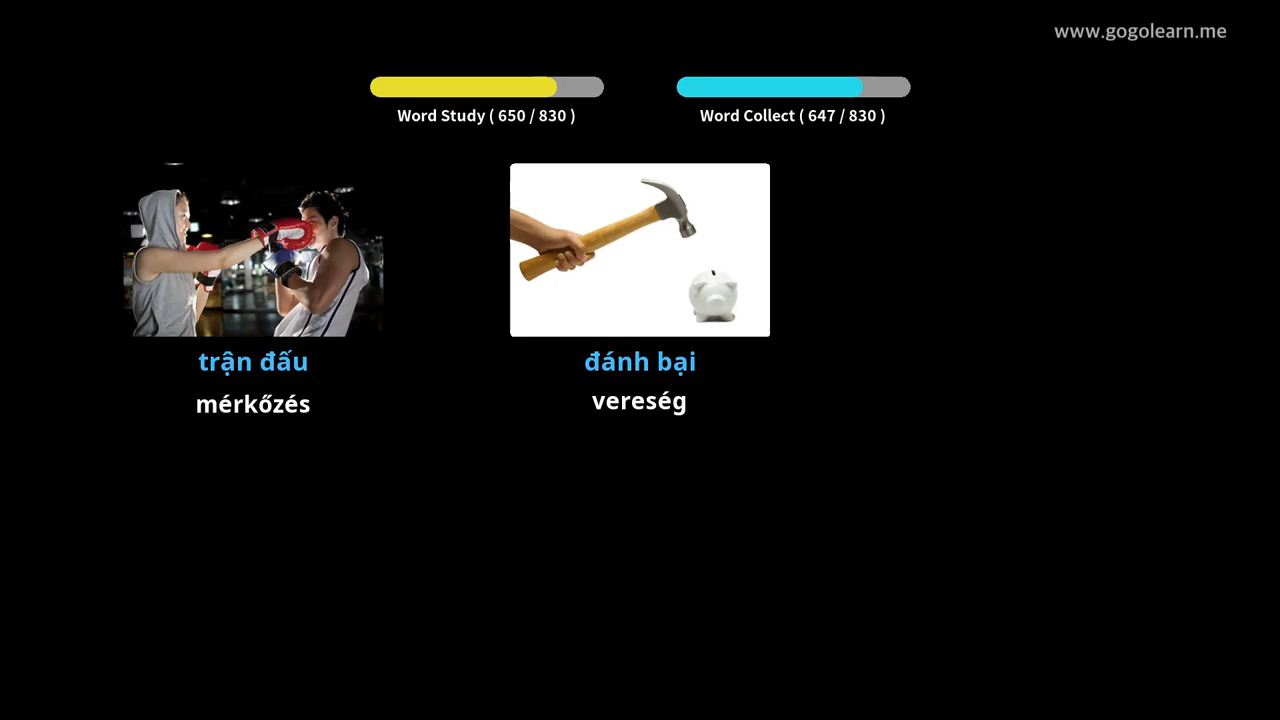 www.gogolearn.me
Word Study ( 650 / 830 )
Word Collect ( 647 / 830 )
trận đấu
mérkőzés
đánh bại
vereség